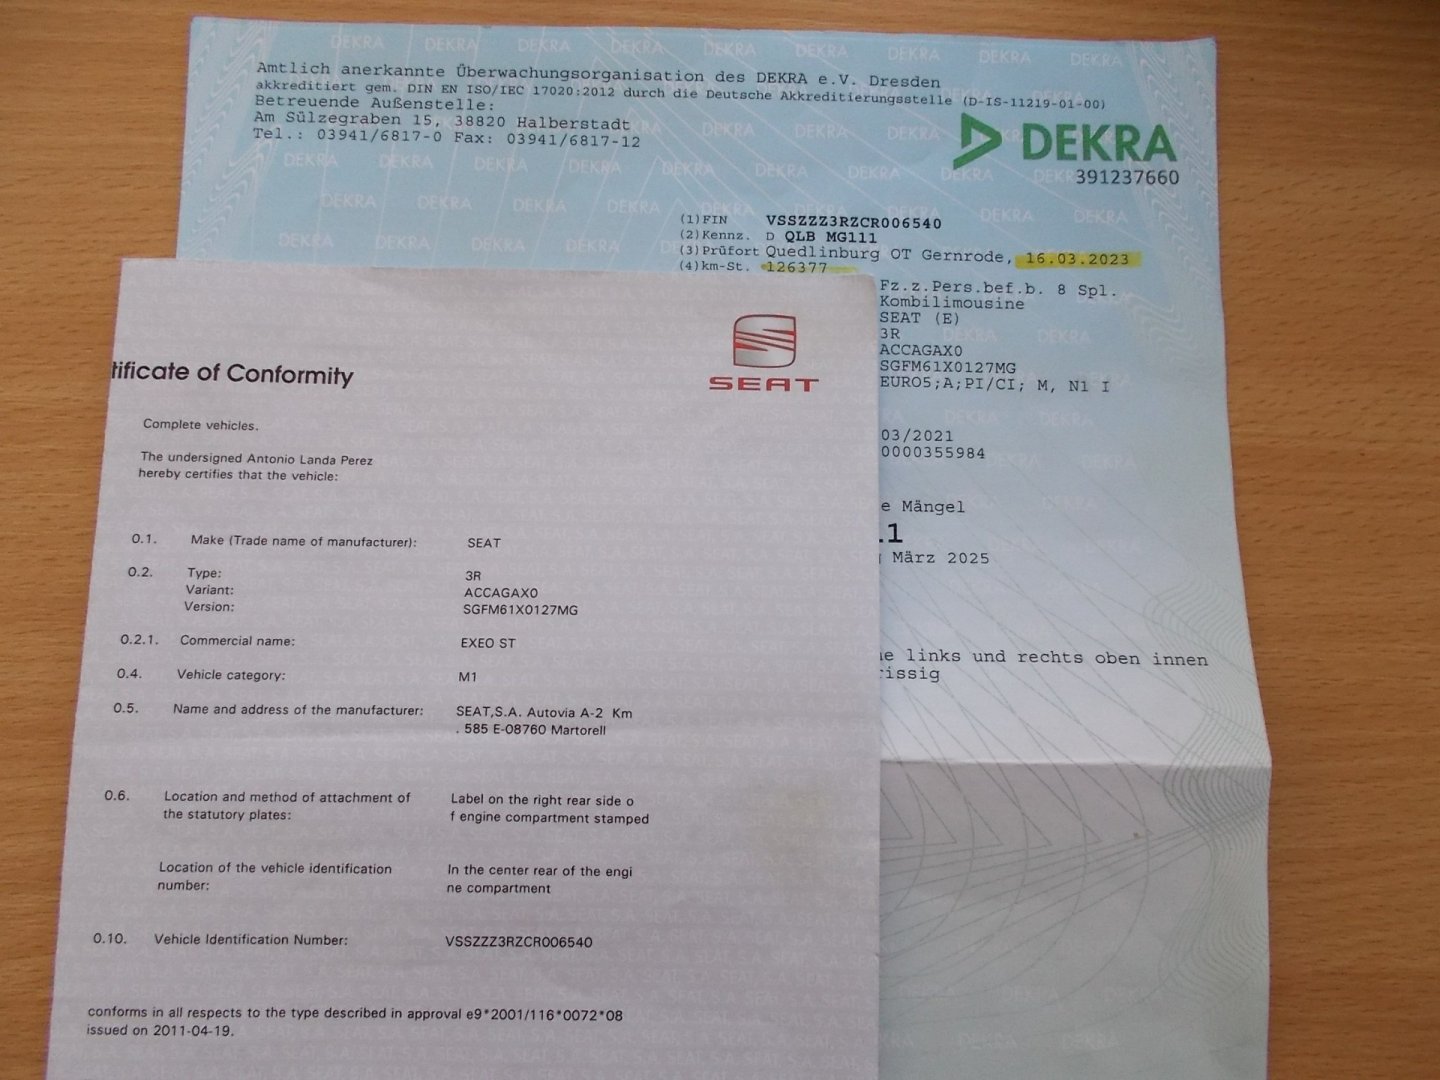 Amtlich anerkannte Überwachungsorganisation des DEKRA e.V. Dresden
akkreditiert gem. DIN EN ISO/IEC 17020:2012 durch die Deutsche Akkreditierungsstelle (D-IS-11219-01-00)
Betreuende Außenstelle:
Am Sülzegraben 15, 38820 Halberstadt
Tel.: 03941/6817-0 Fax: 03941/6817-12
DEKRA
391237660
(1)FIN VSSZZZ3RZCR006540
(2)Kennz. D QLB MG111
(3)Prüfort Quedlinburg OT Gernrode, 16.03.2023
(4)km-St. 126377
Fz.z.Pers.bef.b. 8 Spl.
Kombilimousine
SEAT (E)
3R
ACCAGAX0
SGFM61X0127MG
EURO5;A;PI/CI; M, N1 I
03/2021
0000355984
e Mängel
.1
März 2025
e links und rechts oben innen
rissig
SEAT
tificate of Conformity
Complete vehicles.
The undersigned Antonio Landa Perez
hereby certifies that the vehicle:
0.1. Make (Trade name of manufacturer): SEAT
0.2. Type: 3R
Variant: ACCAGAX0
Version: SGFM61X0127MG
0.2.1. Commercial name: EXEO ST
0.4. Vehicle category: M1
0.5. Name and address of the manufacturer: SEAT,S.A. Autovia A-2 Km
. 585 E-08760 Martorell
0.6. Location and method of attachment of Label on the right rear side o
the statutory plates: f engine compartment stamped
Location of the vehicle identification In the center rear of the engi
number: ne compartment
0.10. Vehicle Identification Number: VSSZZZ3RZCR006540
conforms in all respects to the type described in approval e9*2001/116*0072*08
issued on 2011-04-19.